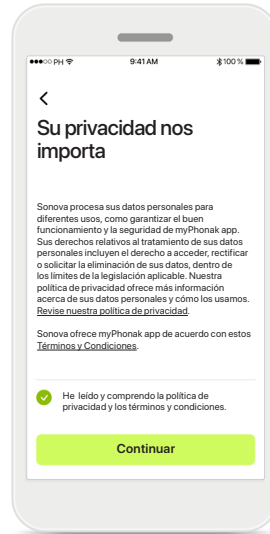 PH 9:41 AM 100 %
Su privacidad nos
importa
Sonova procesa sus datos personales para
diferentes usos, como garantizar el buen
funcionamiento y la seguridad de myPhonak app.
Sus derechos relativos al tratamiento de sus datos
personales incluyen el derecho a acceder, rectificar
o solicitar la eliminación de sus datos, dentro de
los límites de la legislación aplicable. Nuestra
política de privacidad ofrece más información
acerca de sus datos personales y cómo los usamos.
Revise nuestra política de privacidad.
Sonova ofrece myPhonak app de acuerdo con estos
Términos y Condiciones.
He leído y comprendo la política de
privacidad y los términos y condiciones.
Continuar